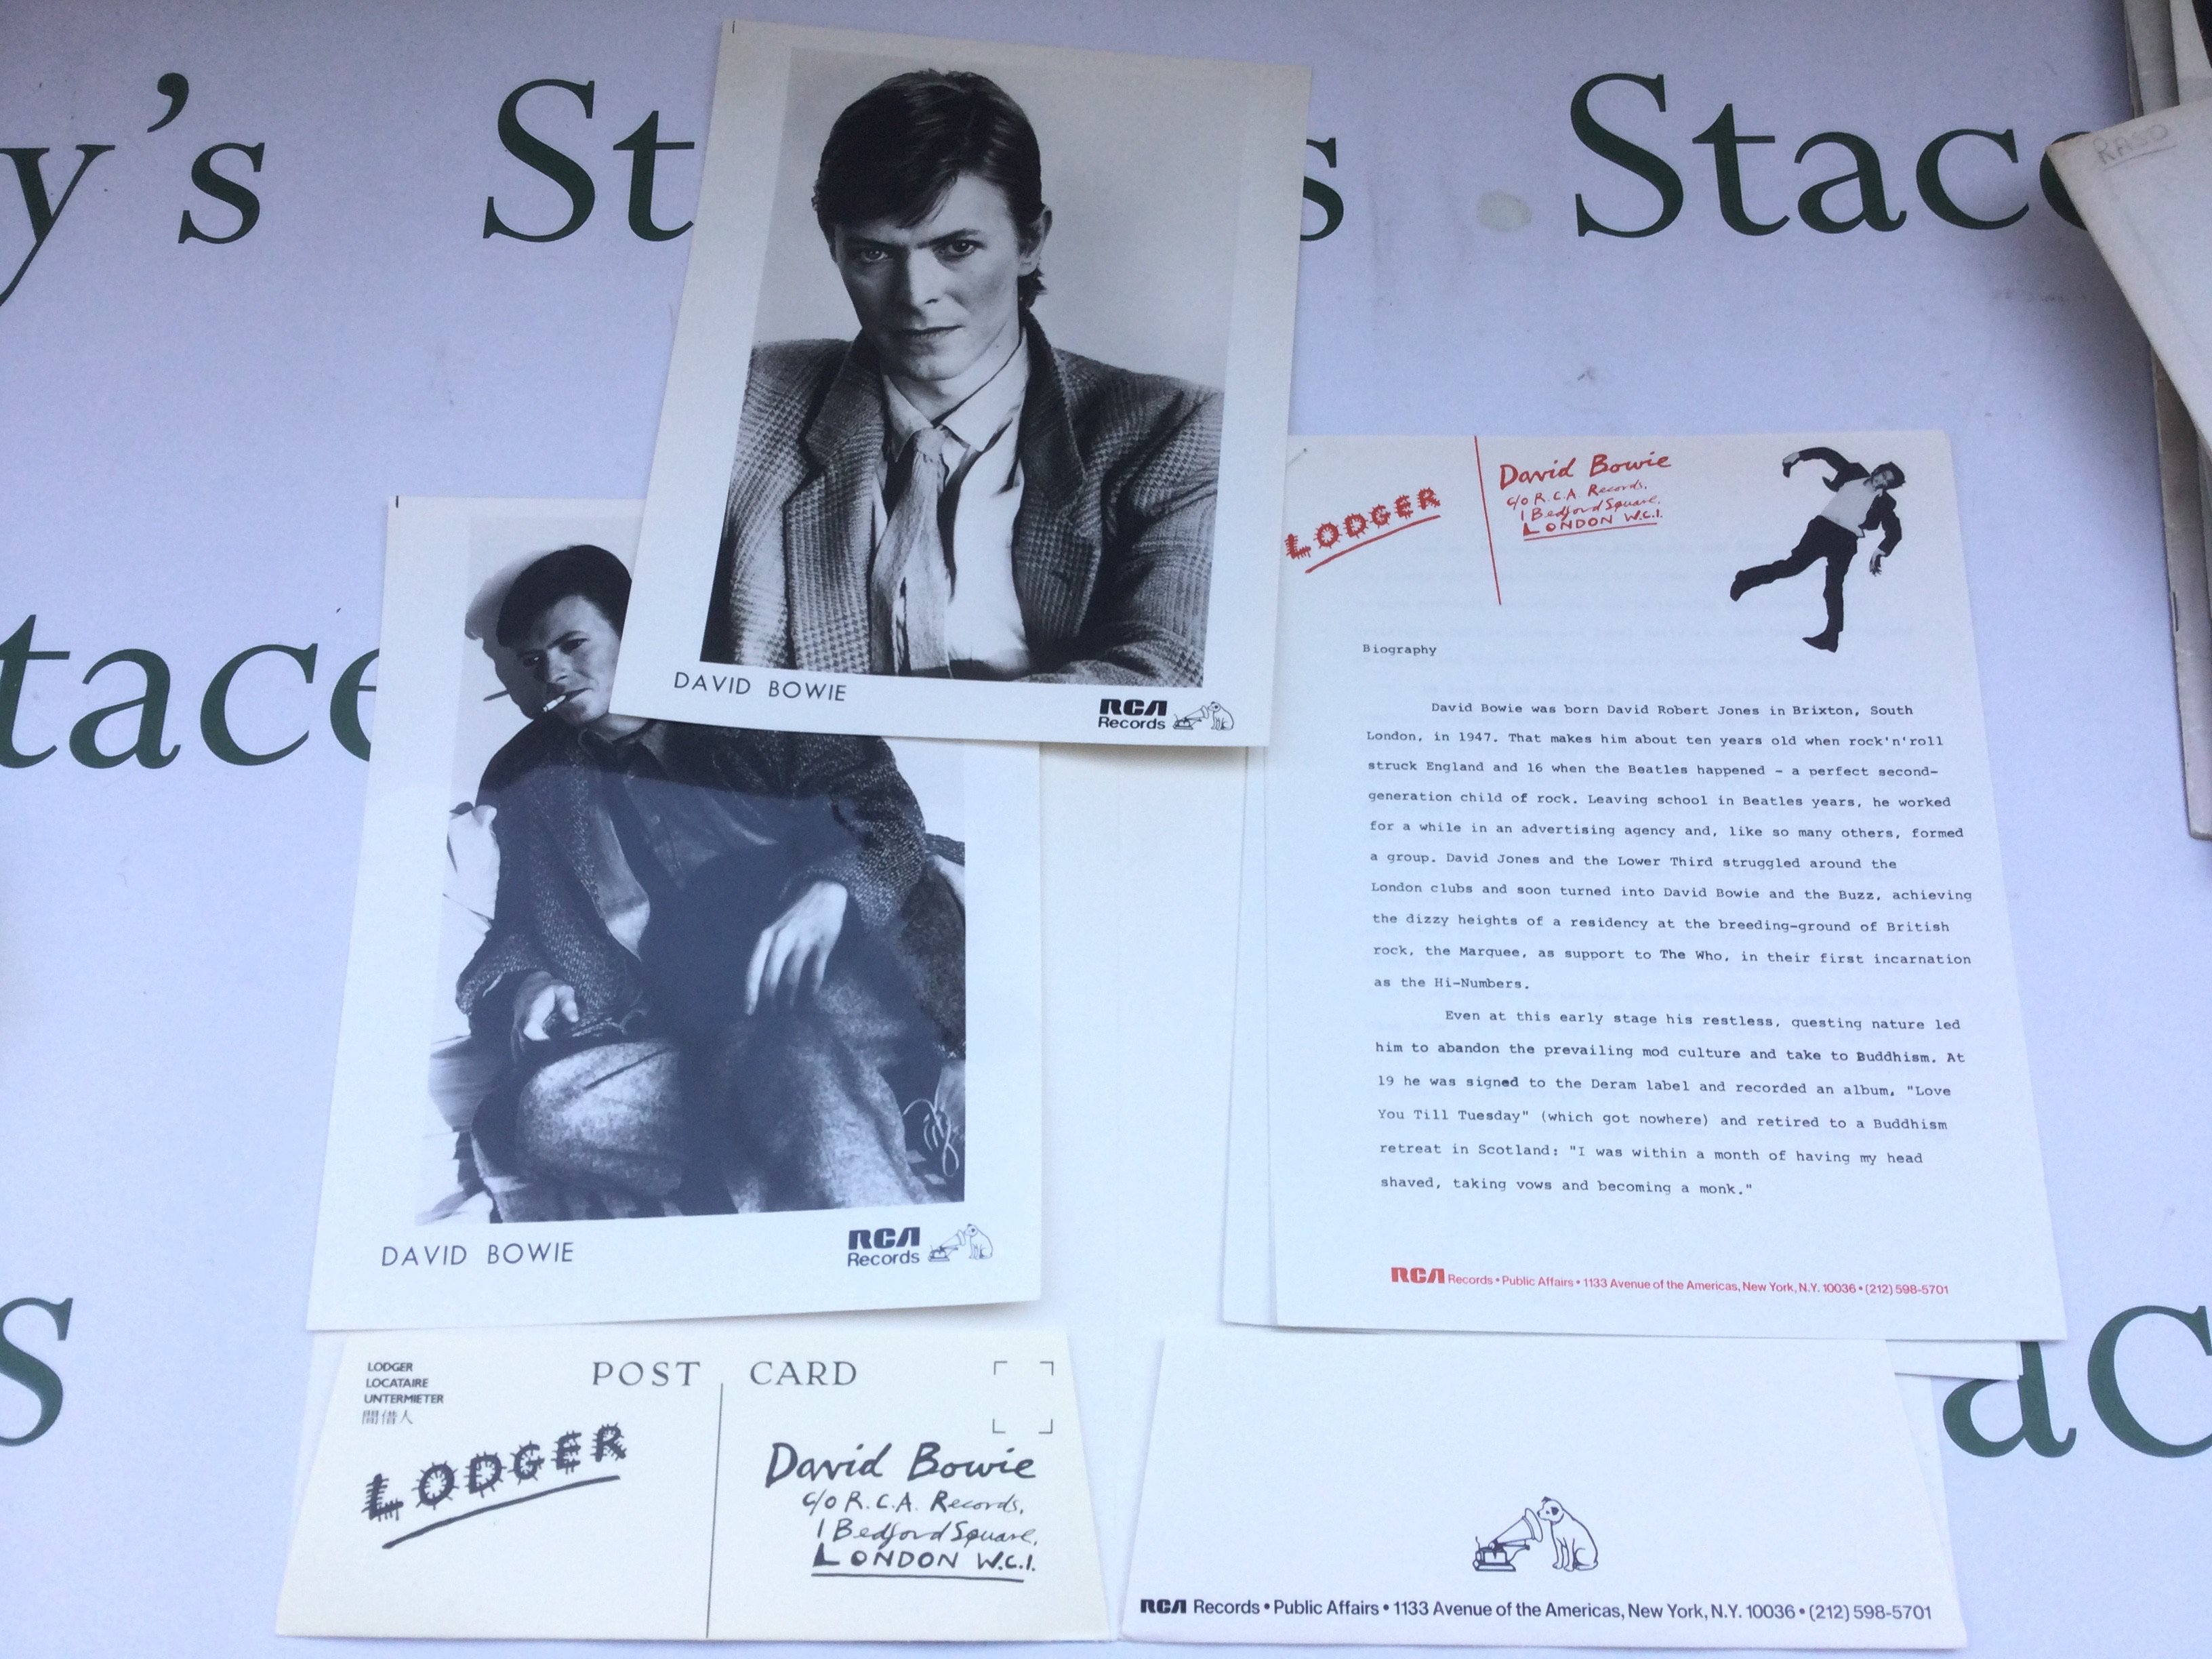 y's Stac
Stace
tace
s
ac
RASO
DAVID BOWIE
RCA
Records
DAVID BOWIE
RCA
Records
LODGER
David Bowie
c/o R.C.A. Records,
1 Bedford Square,
LONDON W.C.1.
Biography
David Bowie was born David Robert Jones in Brixton, South
London, in 1947. That makes him about ten years old when rock'n'roll
struck England and 16 when the Beatles happened - a perfect second-
generation child of rock. Leaving school in Beatles years, he worked
for a while in an advertising agency and, like so many others, formed
a group. David Jones and the Lower Third struggled around the
London clubs and soon turned into David Bowie and the Buzz, achieving
the dizzy heights of a residency at the breeding-ground of British
rock, the Marquee, as support to The Who, in their first incarnation
as the Hi-Numbers.
Even at this early stage his restless, questing nature led
him to abandon the prevailing mod culture and take to Buddhism. At
19 he was signed to the Deram label and recorded an album, "Love
You Till Tuesday" (which got nowhere) and retired to a Buddhism
retreat in Scotland: "I was within a month of having my head
shaved, taking vows and becoming a monk."
RCA Records • Public Affairs • 1133 Avenue of the Americas, New York, N.Y. 10036 • (212) 598-5701
LODGER
LOCATAIRE
UNTERMIETER
間借人
POST CARD
LODGER
David Bowie
c/o R.C.A. Records,
1 Bedford Square,
LONDON W.C.1.
RCA Records • Public Affairs • 1133 Avenue of the Americas, New York, N.Y. 10036 • (212) 598-5701